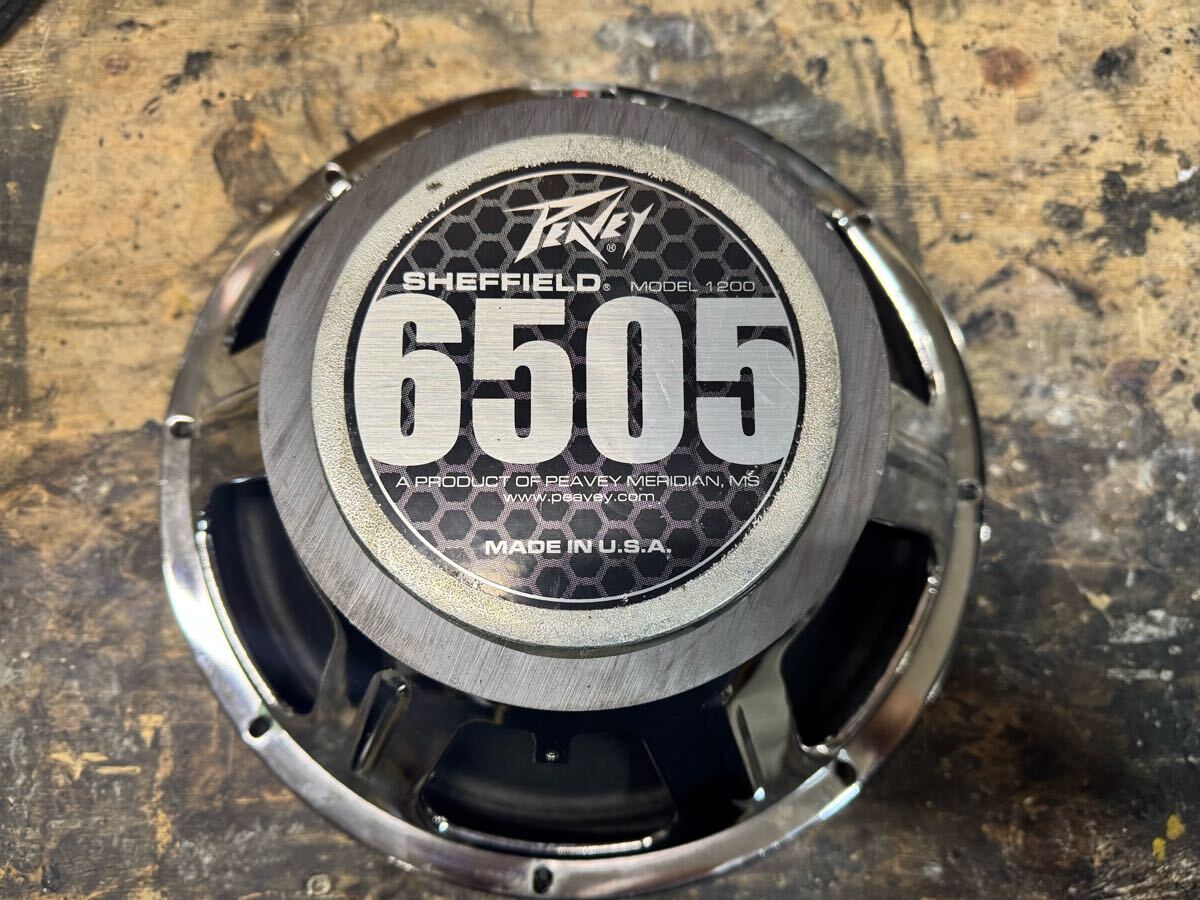 PEAVEY®
SHEFFIELD® MODEL 1200
6505
A PRODUCT OF PEAVEY MERIDIAN, MS
www.peavey.com
MADE IN U.S.A.